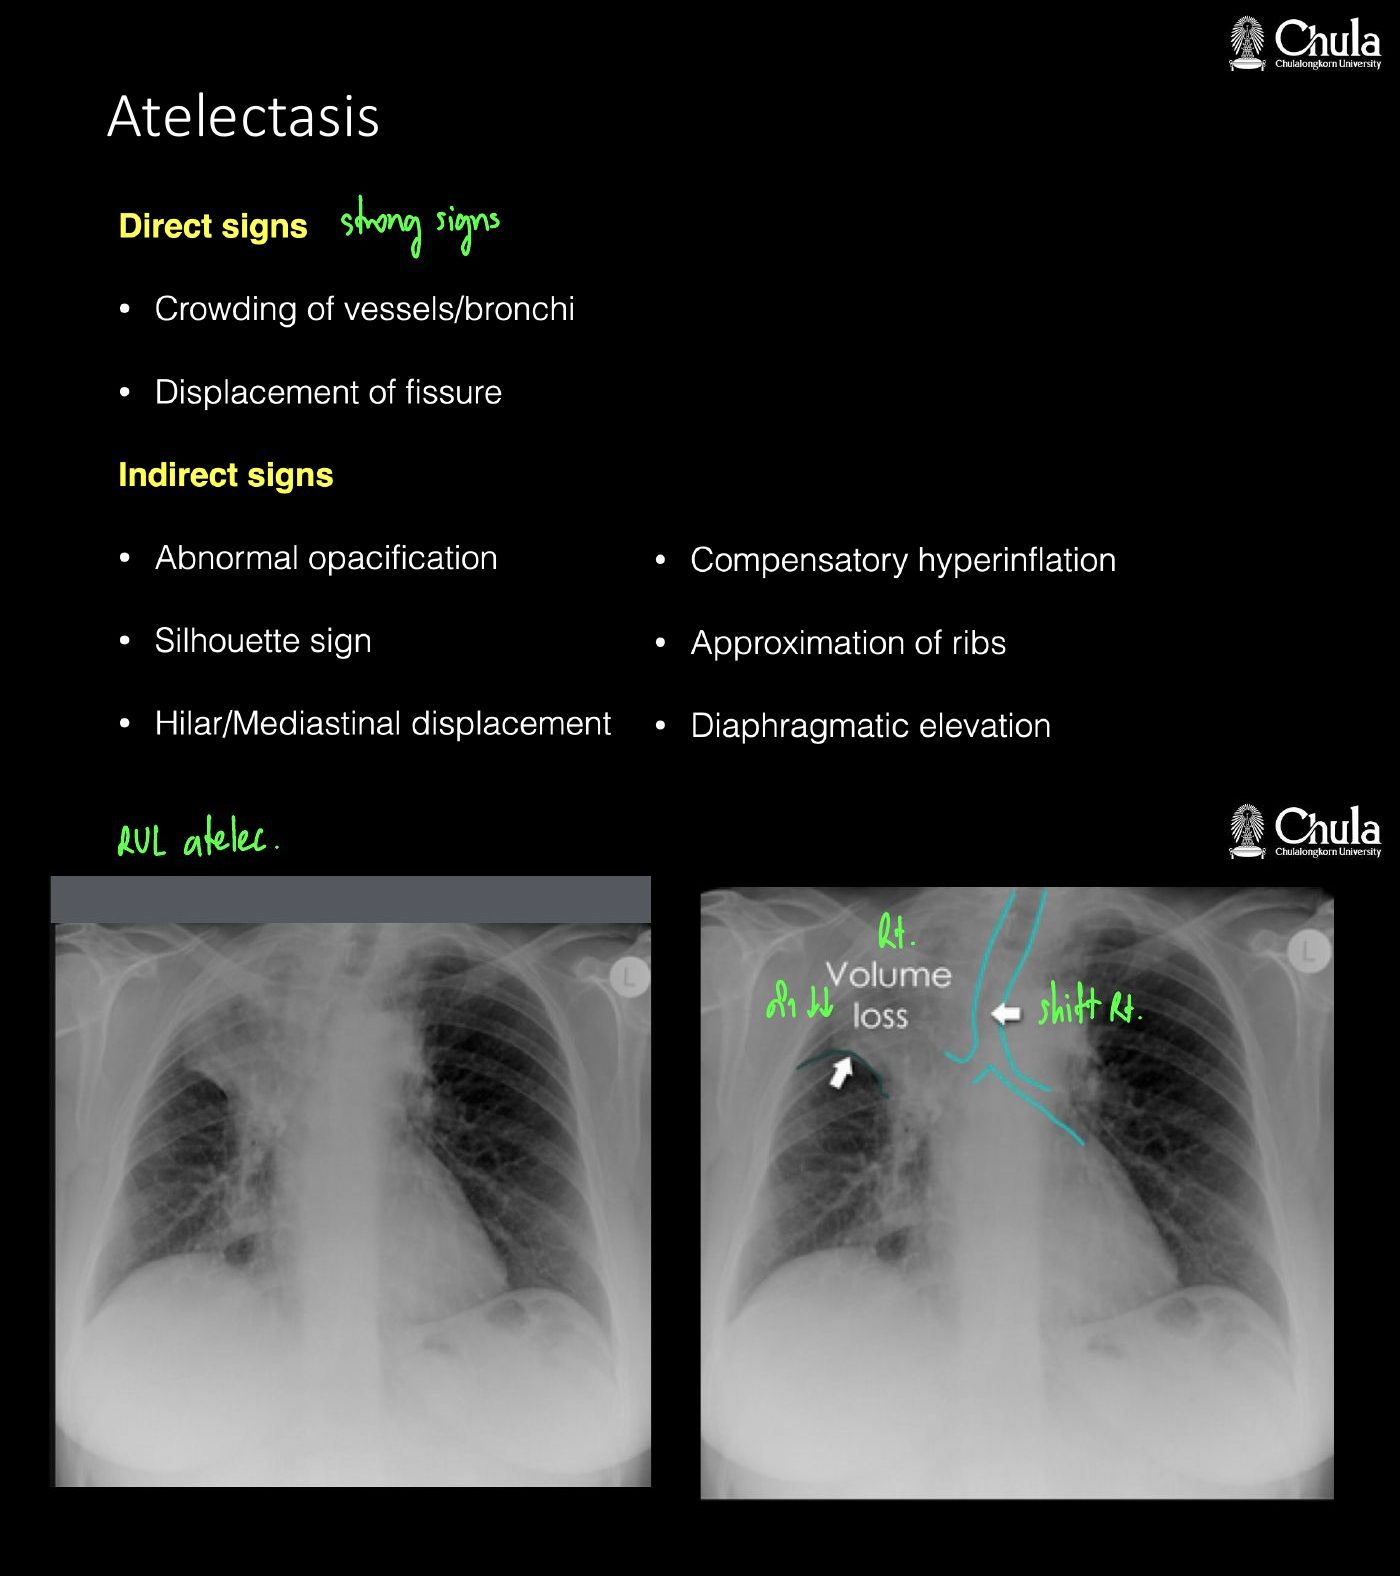 Chula
Chulalongkorn University
Atelectasis
Direct signs strong signs
• Crowding of vessels/bronchi
• Displacement of fissure
Indirect signs
• Abnormal opacification
• Silhouette sign
• Hilar/Mediastinal displacement
• Compensatory hyperinflation
• Approximation of ribs
• Diaphragmatic elevation
Chula
Chulalongkorn University
RUL atelec.
L
Rt.
Volume
loss
↓↓
shift Rt.
L